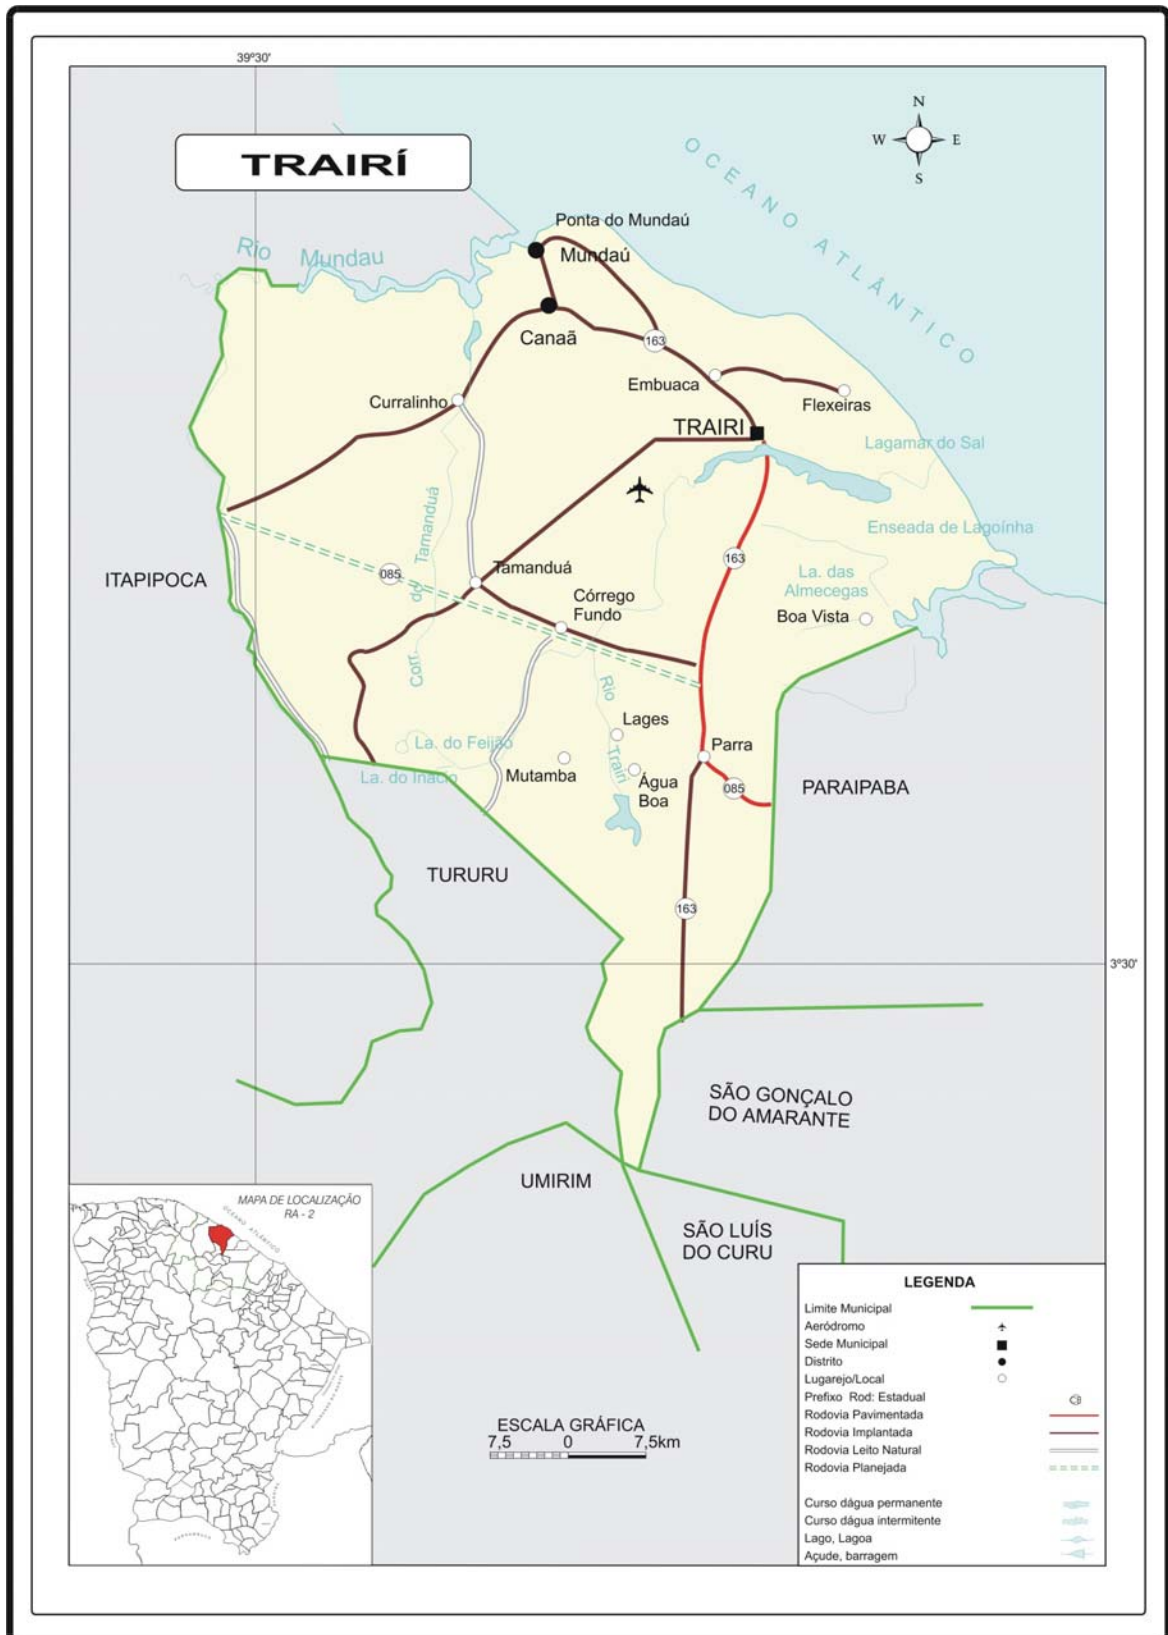 39º30'
TRAIRÍ
N
W
E
S
OCEANO ATLÂNTICO
Ponta do Mundaú
Rio Mundau
Mundaú
Canaã
163
Embuaca
Flexeiras
Curralinho
TRAIRI
Lagamar do Sal
Corr. do Tamanduá
Enseada de Lagoínha
163
ITAPIPOCA
085
Tamanduá
La. das
Almecegas
Córrego
Fundo
Boa Vista
Rio Trairi
Lages
La. do Feijão
Parra
La. do Inácio
Mutamba
Água
Boa
085
PARAIPABA
TURURU
163
3º30'
SÃO GONÇALO
DO AMARANTE
UMIRIM
SÃO LUÍS
DO CURU
MAPA DE LOCALIZAÇÃO
RA - 2
OCEANO ATLÂNTICO
PERNAMBUCO
ESCALA GRÁFICA
7,5 0 7,5km
LEGENDA
Limite Municipal
Aeródromo
Sede Municipal
Distrito
Lugarejo/Local
Prefixo Rod: Estadual
Rodovia Pavimentada
Rodovia Implantada
Rodovia Leito Natural
Rodovia Planejada
Curso dágua permanente
Curso dágua intermitente
Lago, Lagoa
Açude, barragem